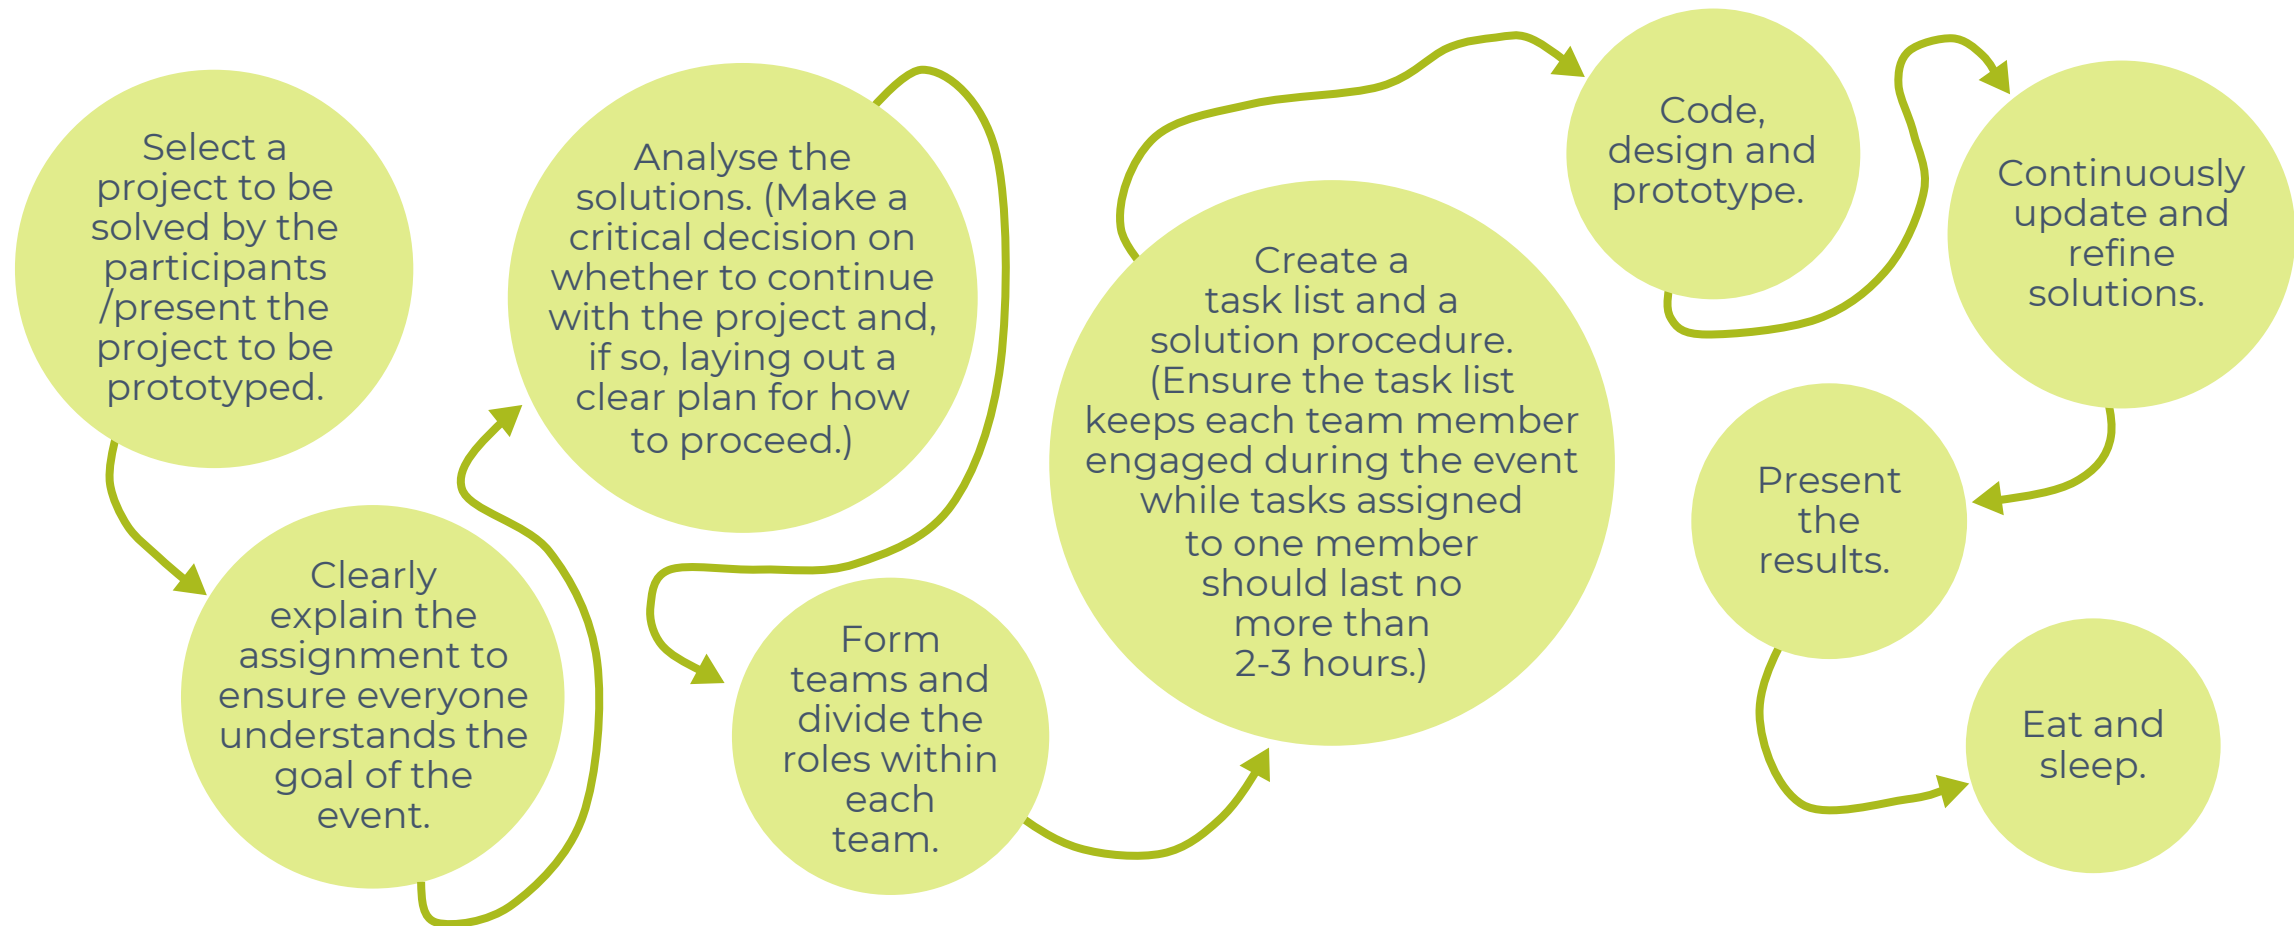 Select a
project to be
solved by the
participants
/present the
project to be
prototyped.
Clearly
explain the
assignment to
ensure everyone
understands the
goal of the
event.
Analyse the
solutions. (Make a
critical decision on
whether to continue
with the project and,
if so, laying out a
clear plan for how
to proceed.)
Form
teams and
divide the
roles within
each
team.
Create a
task list and a
solution procedure.
(Ensure the task list
keeps each team member
engaged during the event
while tasks assigned
to one member
should last no
more than
2-3 hours.)
Code,
design and
prototype.
Continuously
update and
refine
solutions.
Present
the
results.
Eat and
sleep.